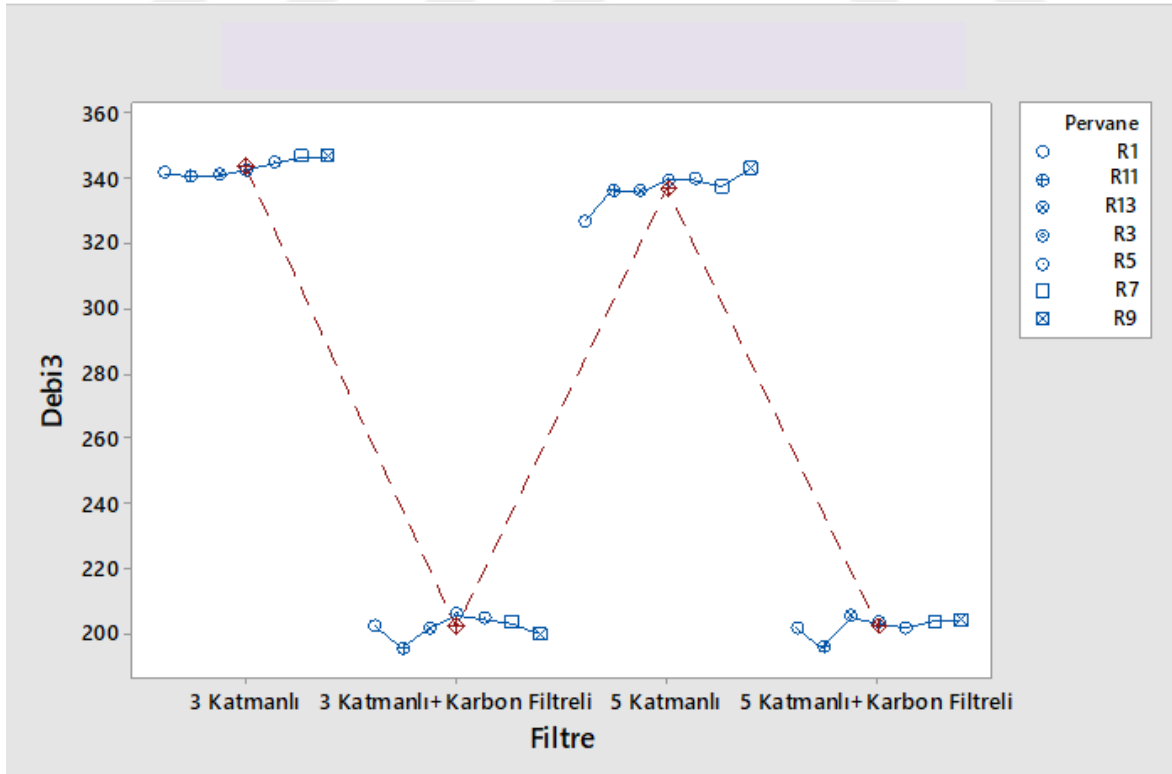 360
340
320
300
280
260
240
220
200
Debi3
3 Katmanlı 3 Katmanlı+Karbon Filtreli 5 Katmanlı 5 Katmanlı+Karbon Filtreli
Filtre
Pervane
R1
R11
R13
R3
R5
R7
R9